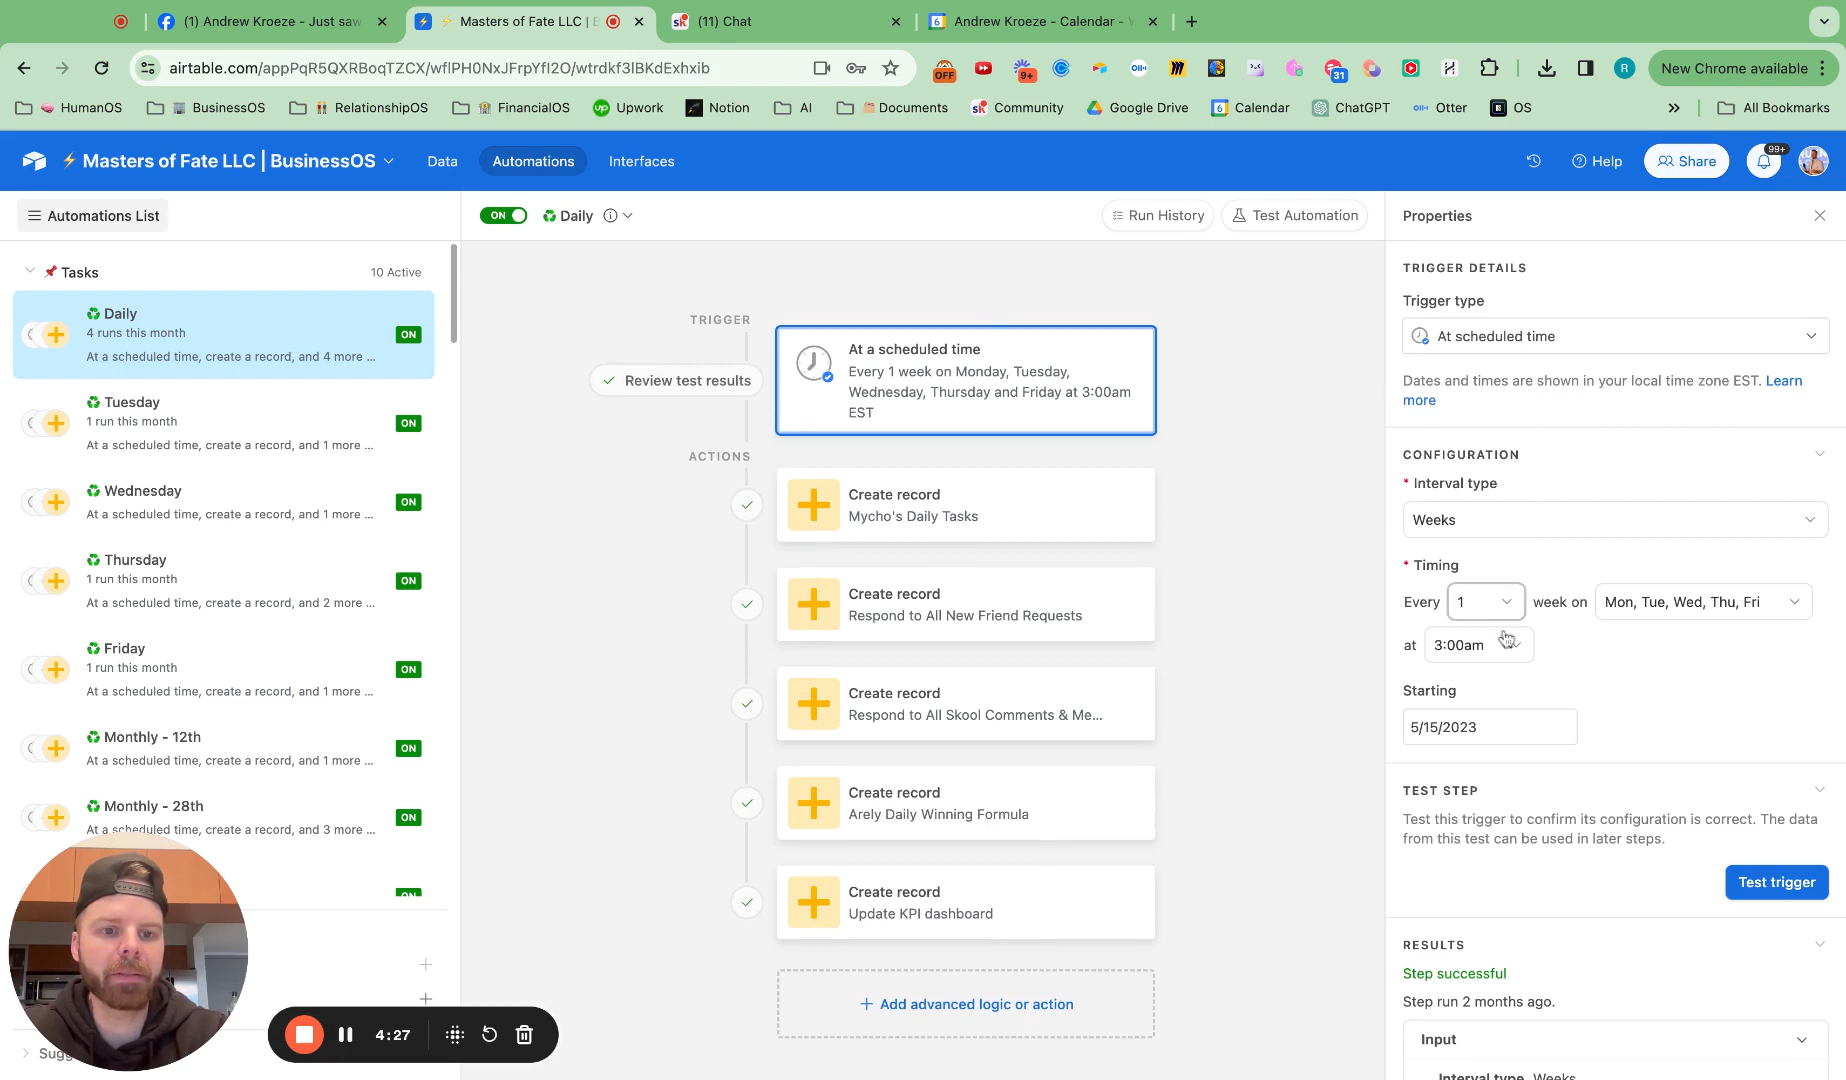 (1) Andrew Kroeze - Just saw
⚡ Masters of Fate LLC | B
(11) Chat
Andrew Kroeze - Calendar -
airtable.com/appPqR5QXRBoqTZCX/wflPH0NxJFrpYfI2O/wtrdkf3lBKdExhxib
OFF
9+
31
R
New Chrome available
HumanOS
BusinessOS
RelationshipOS
FinancialOS
Upwork
Notion
AI
Documents
Community
Google Drive
Calendar
ChatGPT
Otter
OS
All Bookmarks
⚡ Masters of Fate LLC | BusinessOS
Data
Automations
Interfaces
Help
Share
99+
Automations List
ON
Daily
Run History
Test Automation
Properties
Tasks
10 Active
Daily
4 runs this month
At a scheduled time, create a record, and 4 more ...
ON
Tuesday
1 run this month
At a scheduled time, create a record, and 1 more ...
ON
Wednesday
At a scheduled time, create a record, and 1 more ...
ON
Thursday
1 run this month
At a scheduled time, create a record, and 2 more ...
ON
Friday
1 run this month
At a scheduled time, create a record, and 1 more ...
ON
Monthly - 12th
At a scheduled time, create a record, and 1 more ...
ON
Monthly - 28th
At a scheduled time, create a record, and 3 more ...
ON
ON
Sugg
4:27
TRIGGER
Review test results
At a scheduled time
Every 1 week on Monday, Tuesday,
Wednesday, Thursday and Friday at 3:00am
EST
ACTIONS
Create record
Mycho's Daily Tasks
Create record
Respond to All New Friend Requests
Create record
Respond to All Skool Comments & Me...
Create record
Arely Daily Winning Formula
Create record
Update KPI dashboard
+ Add advanced logic or action
TRIGGER DETAILS
Trigger type
At scheduled time
Dates and times are shown in your local time zone EST. Learn
more
CONFIGURATION
* Interval type
Weeks
* Timing
Every 1 week on Mon, Tue, Wed, Thu, Fri
at 3:00am
Starting
5/15/2023
TEST STEP
Test this trigger to confirm its configuration is correct. The data
from this test can be used in later steps.
Test trigger
RESULTS
Step successful
Step run 2 months ago.
Input
Interval type Weeks